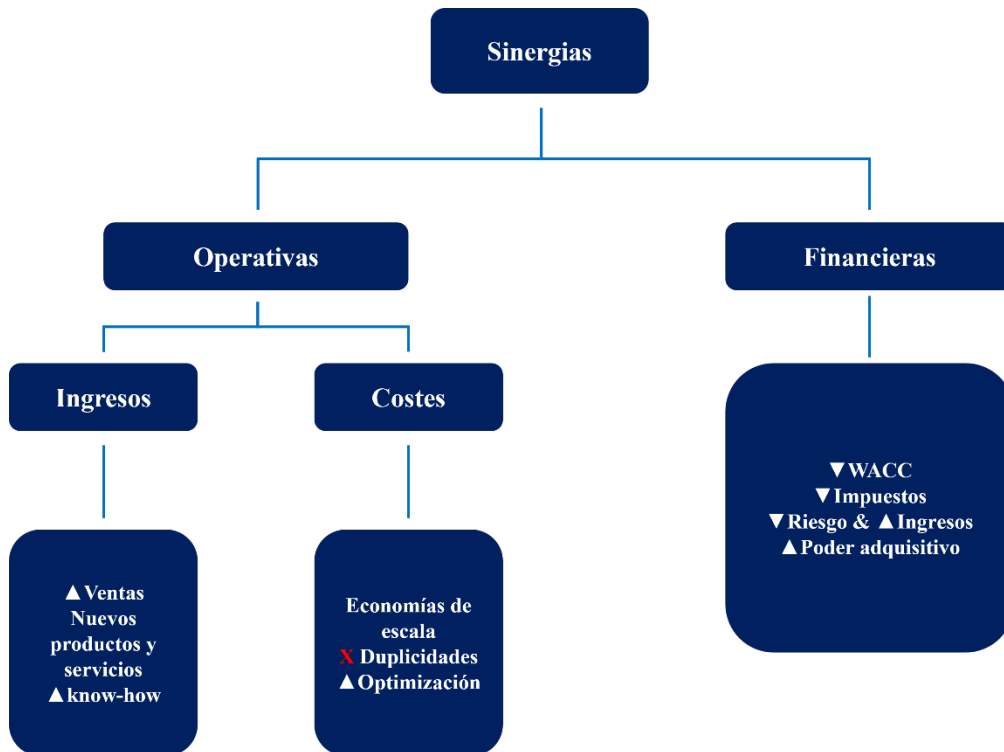 Sinergias
Operativas
Financieras
Ingresos
Costes
▲Ventas
Nuevos
productos y
servicios
▲know-how
Economías de
escala
X Duplicidades
▲Optimización
▼WACC
▼Impuestos
▼Riesgo & ▲Ingresos
▲Poder adquisitivo